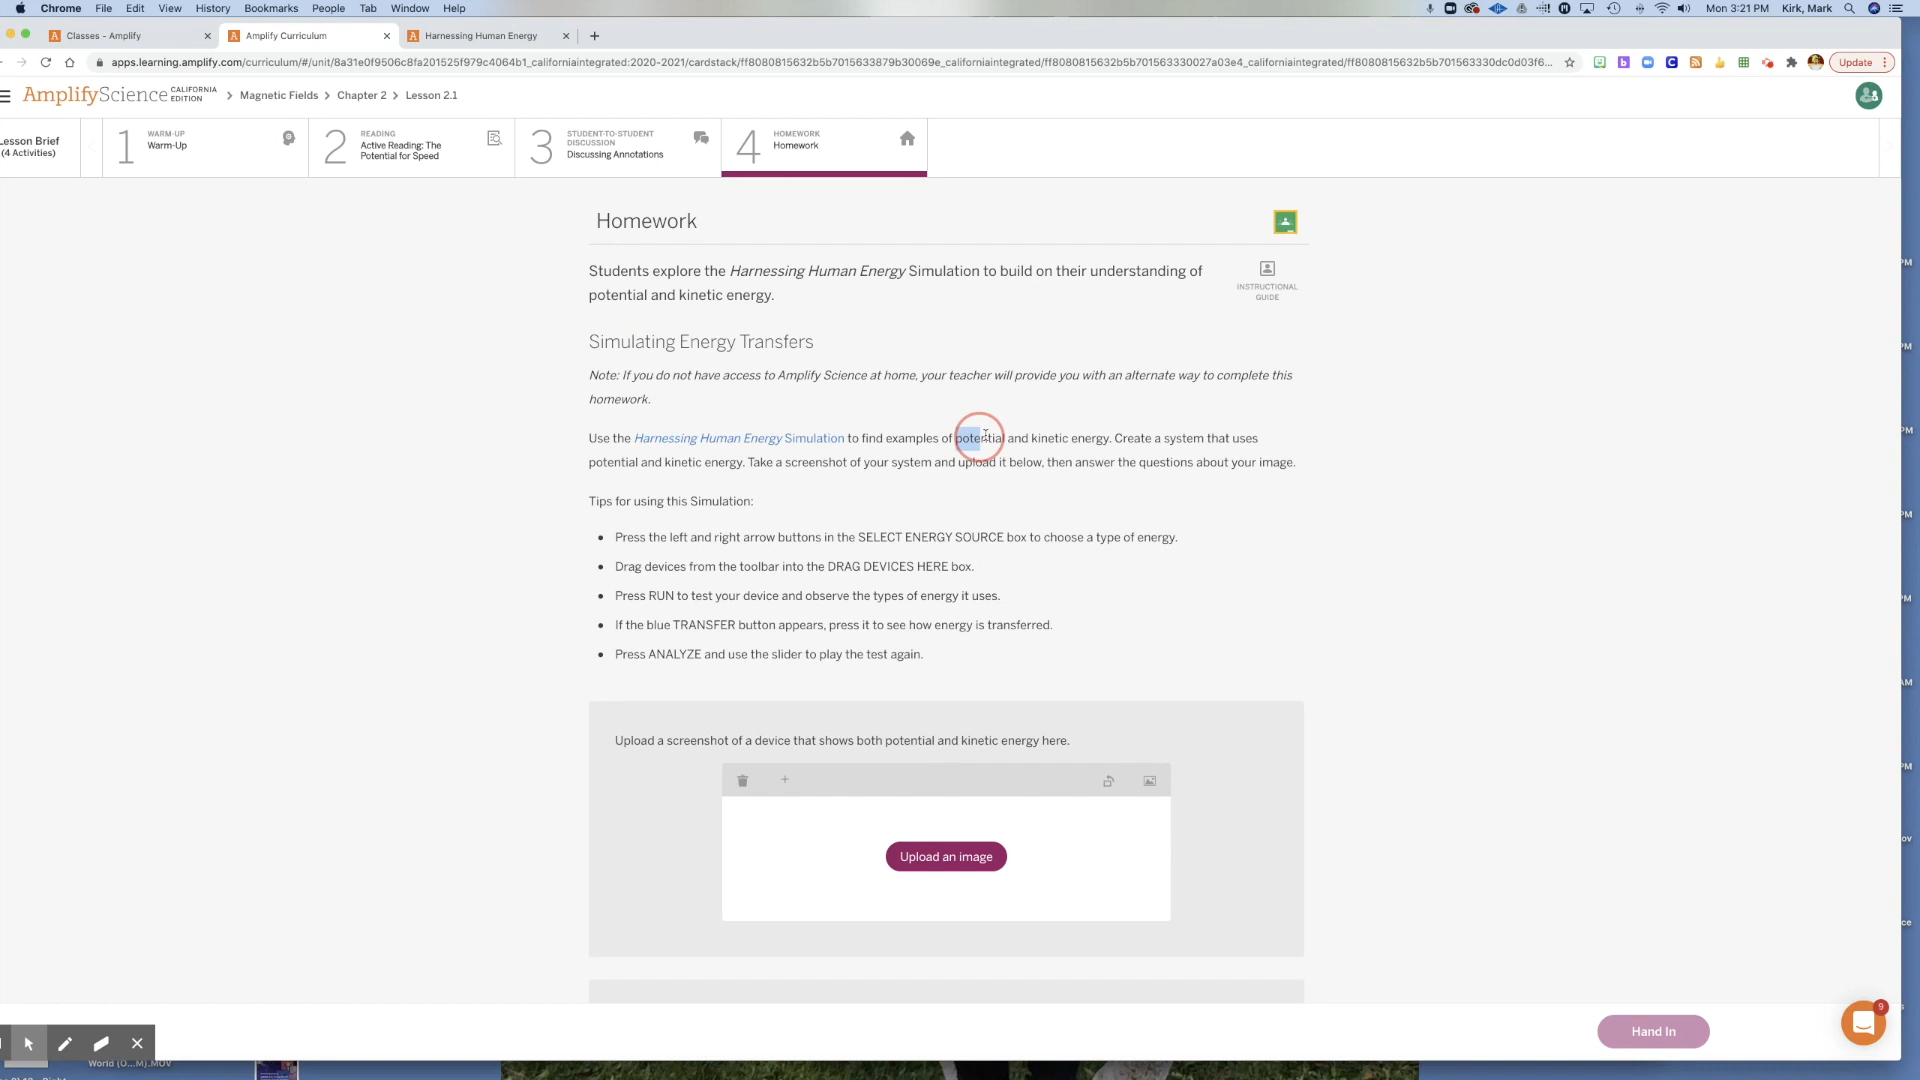 Chrome File Edit View History Bookmarks People Tab Window Help
Mon 3:21 PM Kirk, Mark
Classes - Amplify
Amplify Curriculum
Harnessing Human Energy
apps.learning.amplify.com/curriculum/#/unit/8a31e0f9506c8fa201525f979c4064b1_californiaintegrated:2020-2021/cardstack/ff8080815632b5b7015633879b30069e_californiaintegrated/ff8080815632b5b701563330027a03e4_californiaintegrated/ff8080815632b5b701563330dc0d03f6...
Update
AmplifyScience CALIFORNIA EDITION > Magnetic Fields > Chapter 2 > Lesson 2.1
Lesson Brief
(4 Activities)
1 WARM-UP
Warm-Up
2 READING
Active Reading: The
Potential for Speed
3 STUDENT-TO-STUDENT
DISCUSSION
Discussing Annotations
4 HOMEWORK
Homework
Homework
Students explore the Harnessing Human Energy Simulation to build on their understanding of
potential and kinetic energy.
INSTRUCTIONAL
GUIDE
Simulating Energy Transfers
Note: If you do not have access to Amplify Science at home, your teacher will provide you with an alternate way to complete this
homework.
Use the Harnessing Human Energy Simulation to find examples of potential and kinetic energy. Create a system that uses
potential and kinetic energy. Take a screenshot of your system and upload it below, then answer the questions about your image.
Tips for using this Simulation:
• Press the left and right arrow buttons in the SELECT ENERGY SOURCE box to choose a type of energy.
• Drag devices from the toolbar into the DRAG DEVICES HERE box.
• Press RUN to test your device and observe the types of energy it uses.
• If the blue TRANSFER button appears, press it to see how energy is transferred.
• Press ANALYZE and use the slider to play the test again.
Upload a screenshot of a device that shows both potential and kinetic energy here.
Upload an image
Hand In
9
World (O...M).MOV